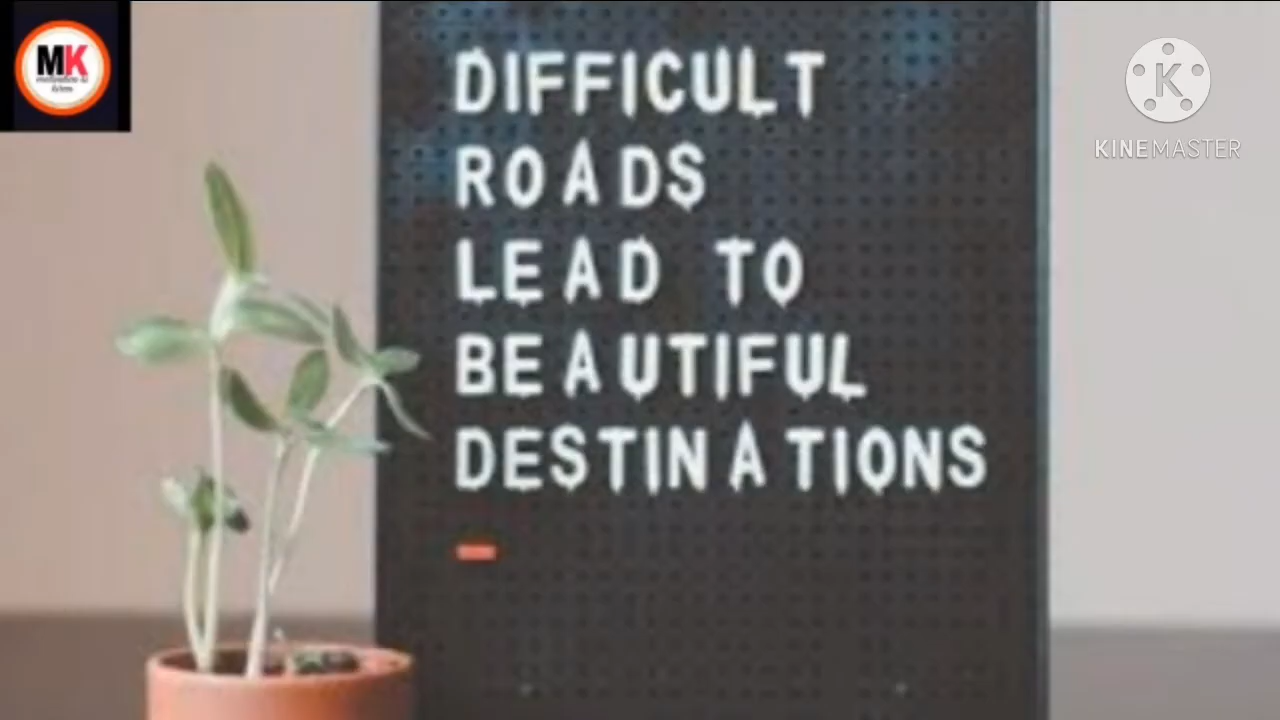 MK
DIFFICULT
ROADS
LEAD TO
BEAUTIFUL
DESTINATIONS
K
KINEMASTER